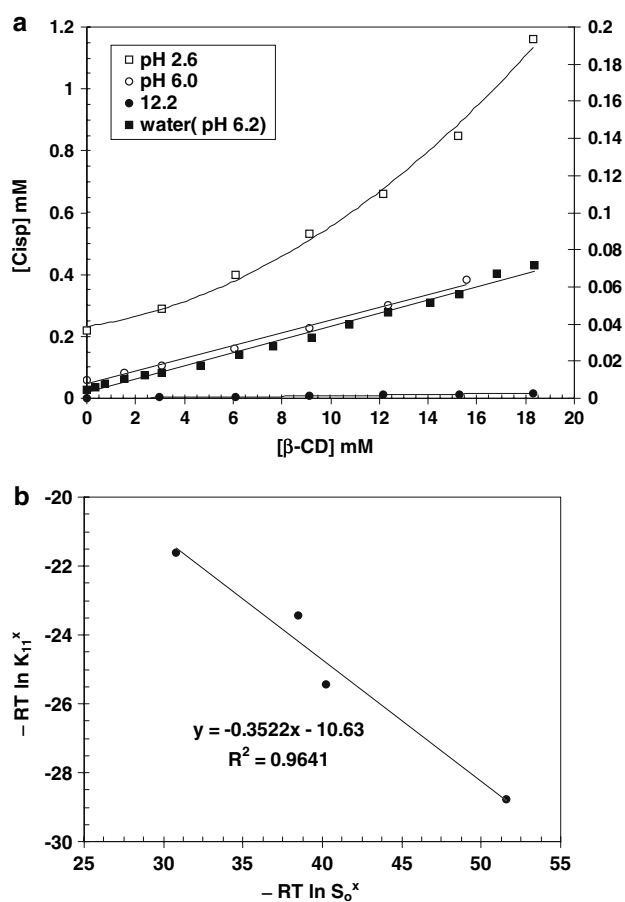 a
1.2
1
0.8
0.6
0.4
0.2
0
0.2
0.18
0.16
0.14
0.12
0.1
0.08
0.06
0.04
0.02
0
pH 2.6
pH 6.0
12.2
water( pH 6.2)
[Cisp] mM
0 2 4 6 8 10 12 14 16 18 20
[β-CD] mM
b
-20
-22
-24
-26
-28
-30
– RT ln K₁₁ˣ
y = -0.3522x - 10.63
R² = 0.9641
25 30 35 40 45 50 55
– RT ln Sₒˣ